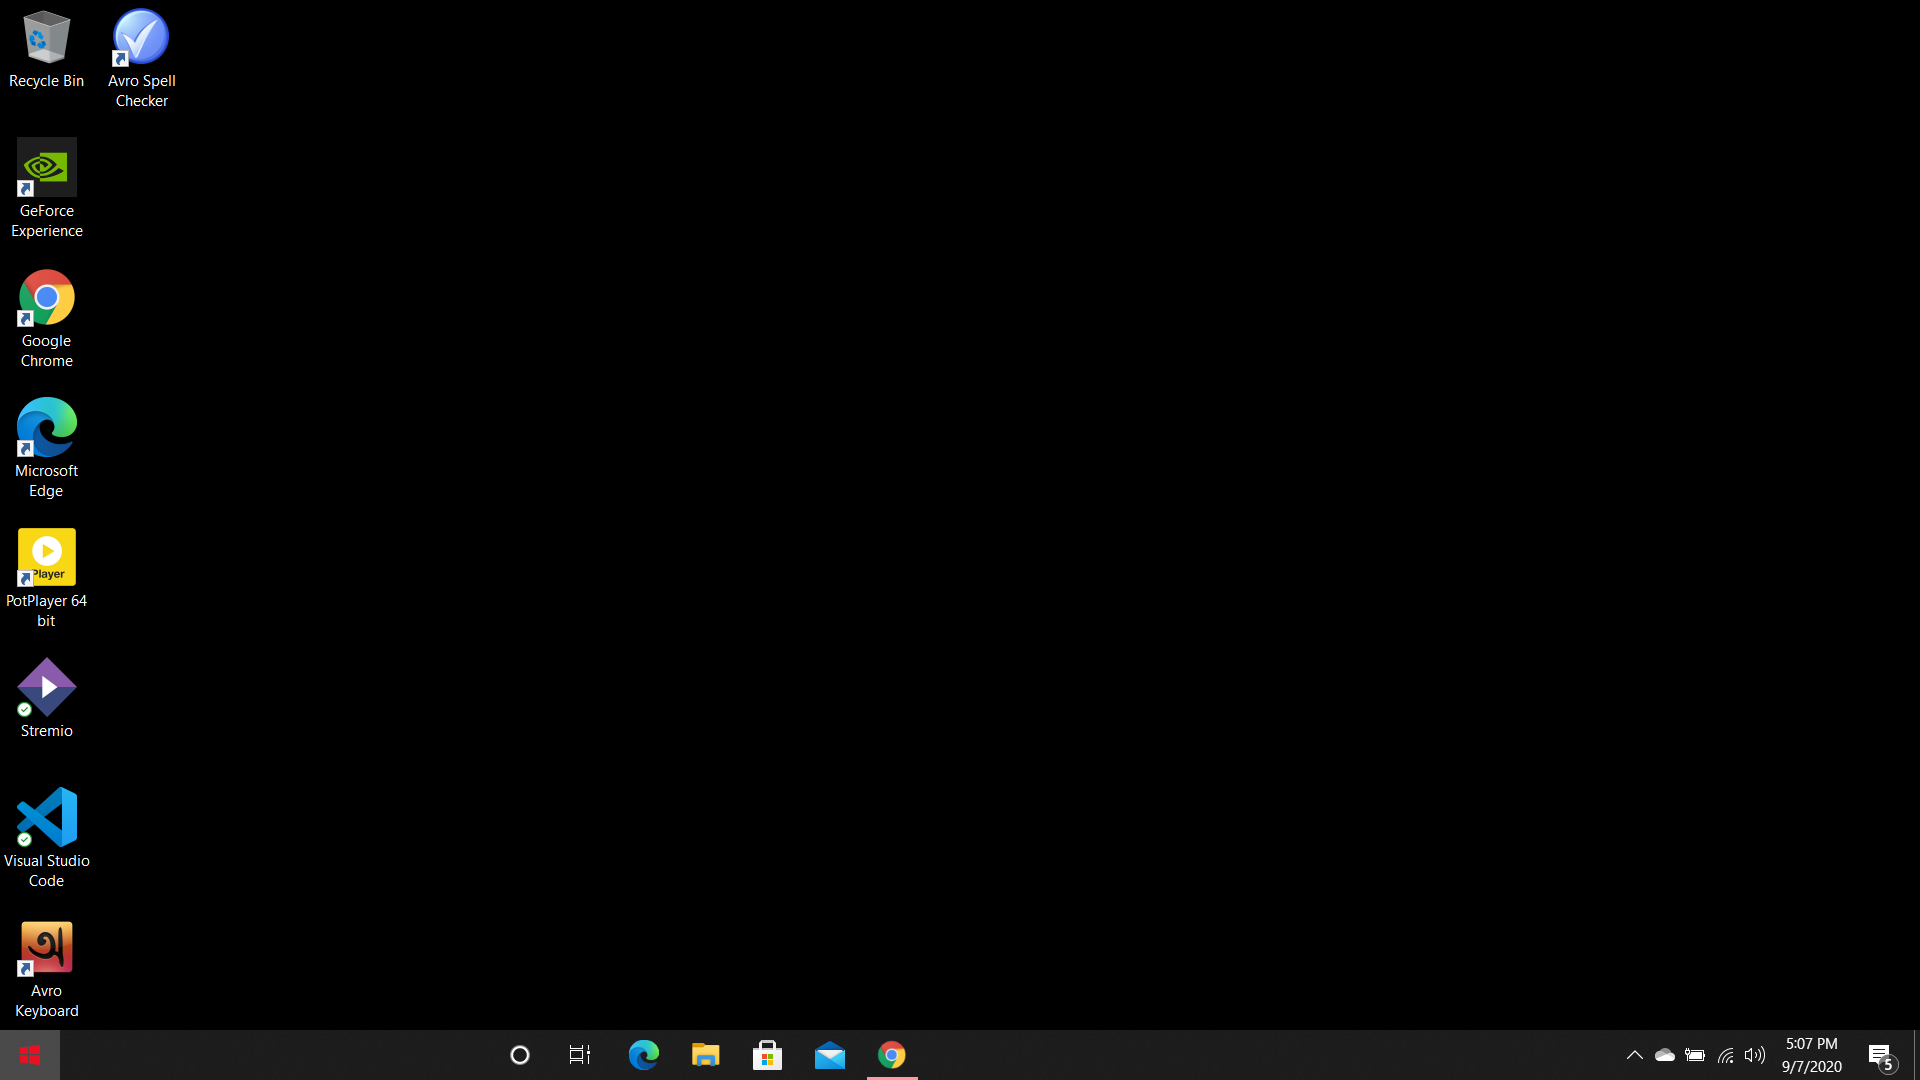 Recycle Bin
Avro Spell
Checker
GeForce
Experience
Google
Chrome
Microsoft
Edge
Player
PotPlayer 64
bit
Stremio
Visual Studio
Code
অ
Avro
Keyboard
5:07 PM
9/7/2020
5